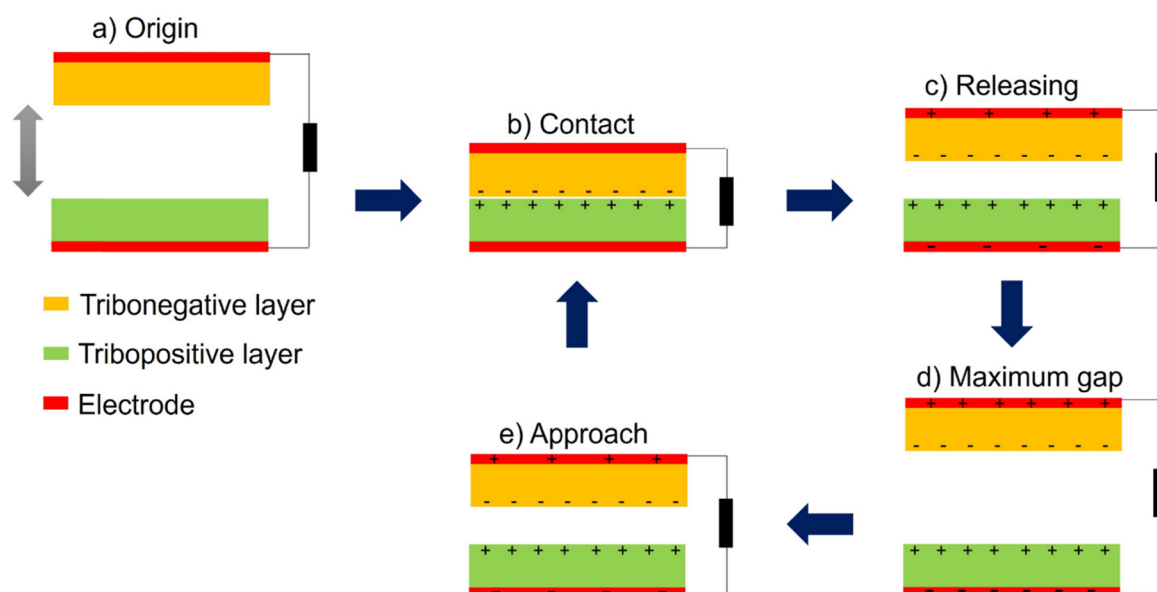 a) Origin
b) Contact
c) Releasing
Tribonegative layer
Tribopositive layer
Electrode
d) Maximum gap
e) Approach